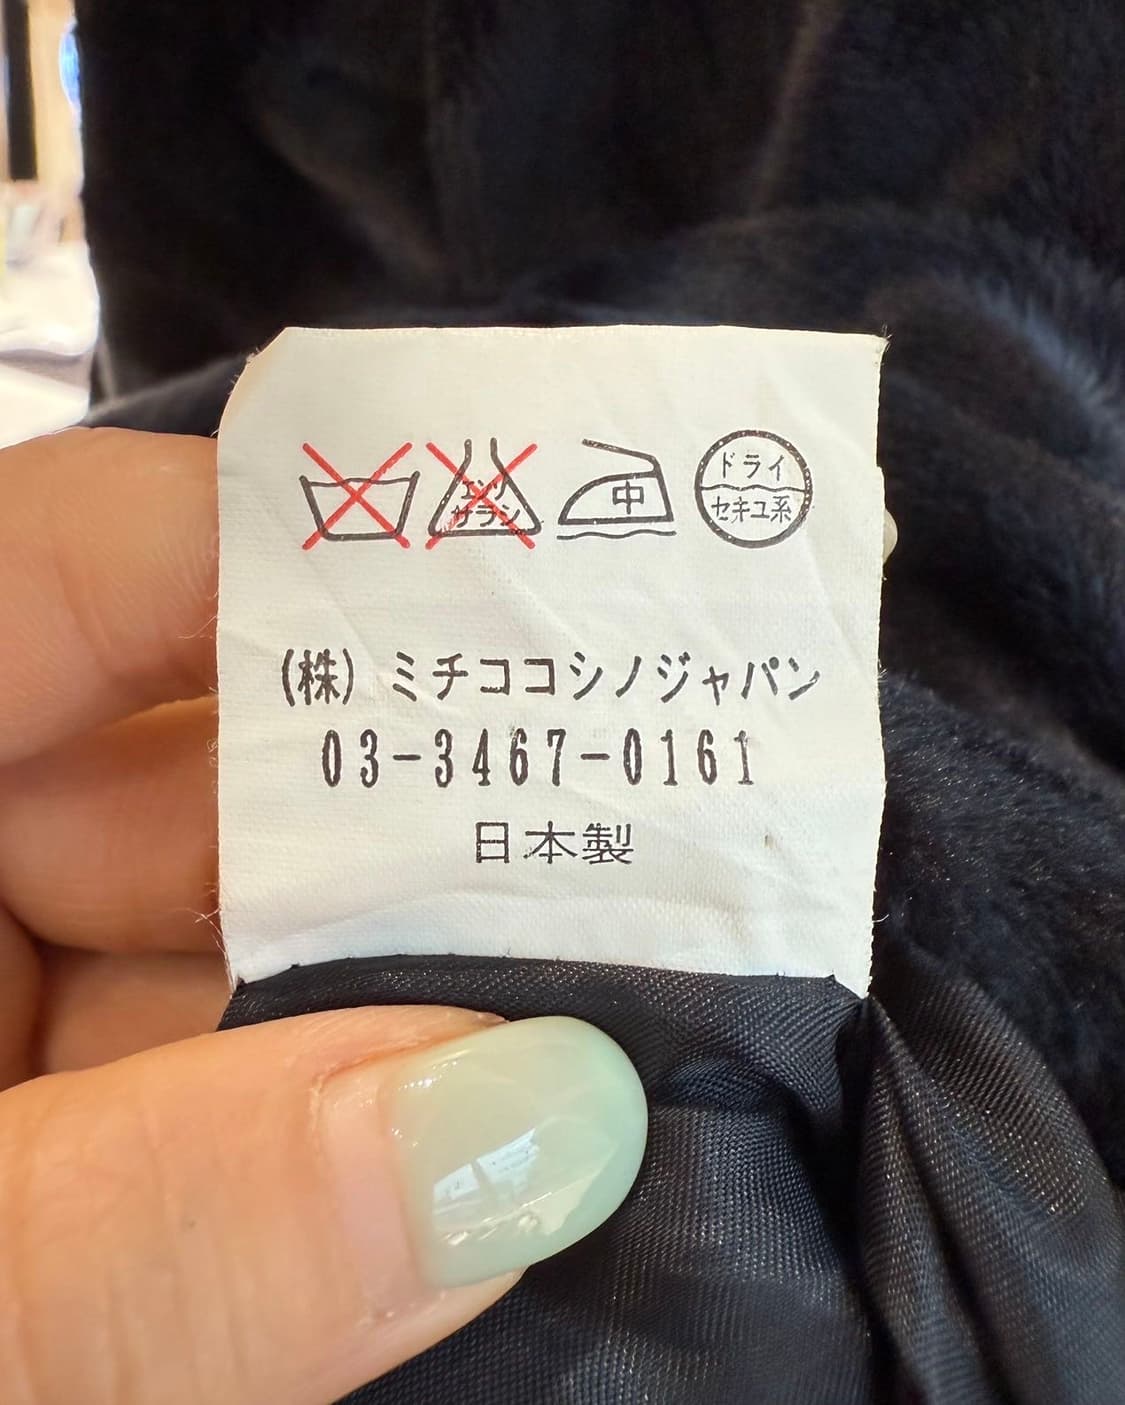 エンソ
サラシ
中
ドライ
セキユ系
(株) ミチココシノジャパン
03-3467-0161
日本製